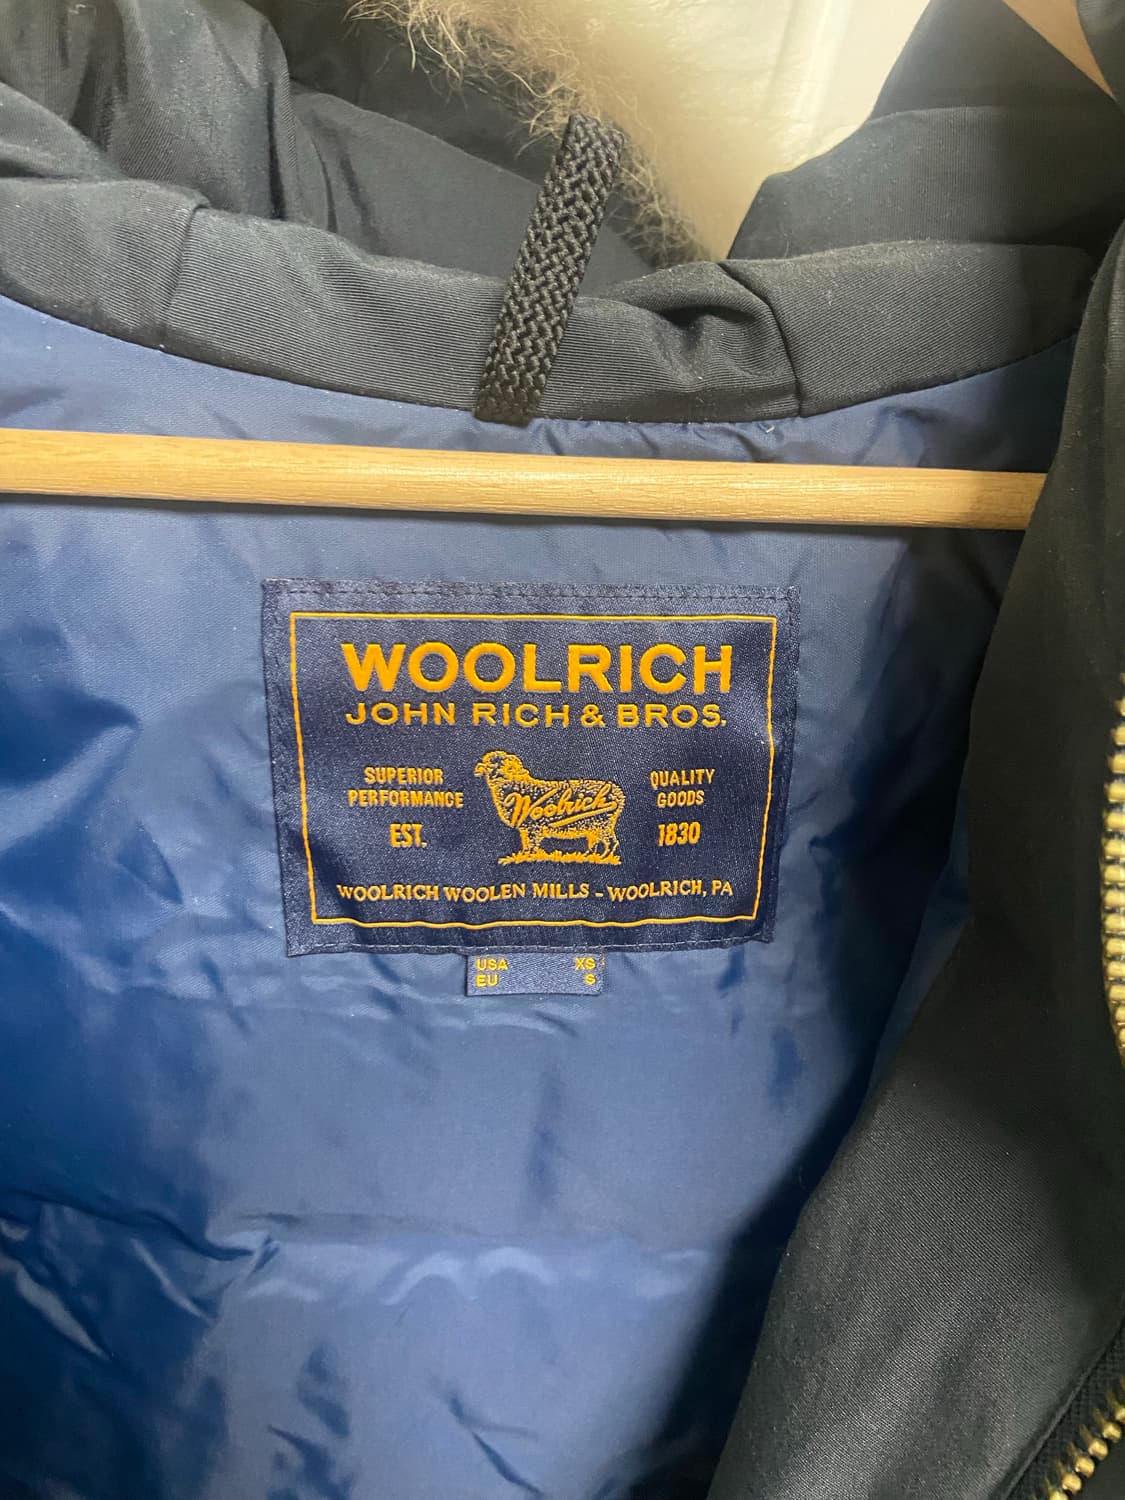 WOOLRICH
JOHN RICH & BROS.
SUPERIOR
PERFORMANCE
EST.
Woolrich
QUALITY
GOODS
1830
WOOLRICH WOOLEN MILLS - WOOLRICH, PA
USA XS
EU S